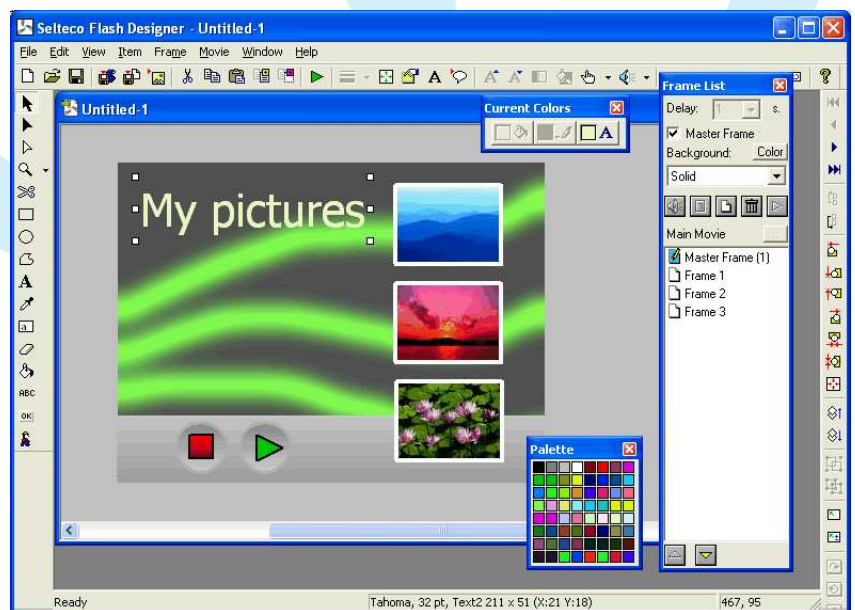 Selteco Flash Designer - Untitled-1
File Edit View Item Frame Movie Window Help
A A A ?
Untitled-1
Current Colors
A
Frame List
Delay: 1 s.
Master Frame
Background: Color
Solid
Main Movie ...
Master Frame (1)
Frame 1
Frame 2
Frame 3
My pictures
A
a
ABC
OK
Palette
Ready
Tahoma, 32 pt, Text2 211 x 51 (X:21 Y:18)
467, 95